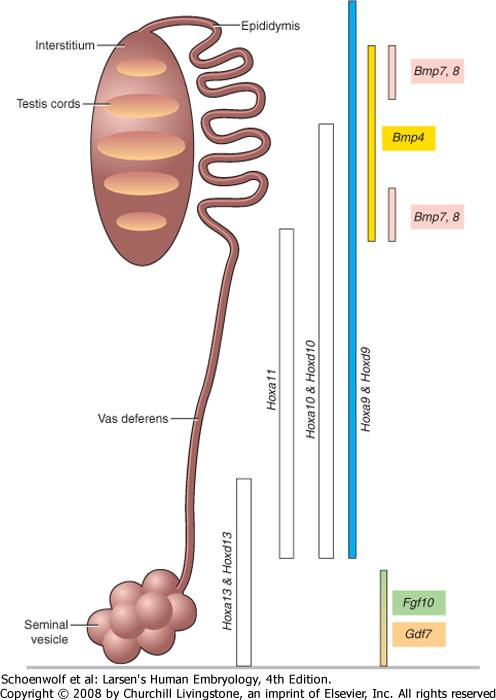 Epididymis
Interstitium
Bmp7, 8
Testis cords
Bmp4
Bmp7, 8
Hoxa11
Hoxa10 & Hoxd10
Hoxa9 & Hoxd9
Vas deferens
Hoxa13 & Hoxd13
Fgf10
Seminal
vesicle
Gdf7
Schoenwolf et al: Larsen's Human Embryology, 4th Edition.
Copyright © 2008 by Churchill Livingstone, an imprint of Elsevier, Inc. All rights reserved